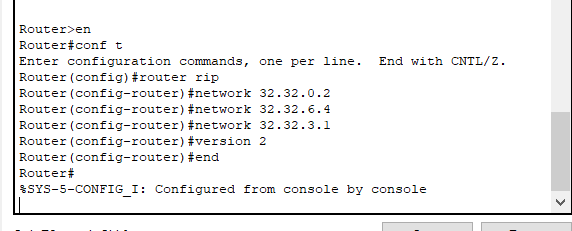 Router>en
Router#conf t
Enter configuration commands, one per line.  End with CNTL/Z.
Router(config)#router rip
Router(config-router)#network 32.32.0.2
Router(config-router)#network 32.32.6.4
Router(config-router)#network 32.32.3.1
Router(config-router)#version 2
Router(config-router)#end
Router#
%SYS-5-CONFIG_I: Configured from console by console